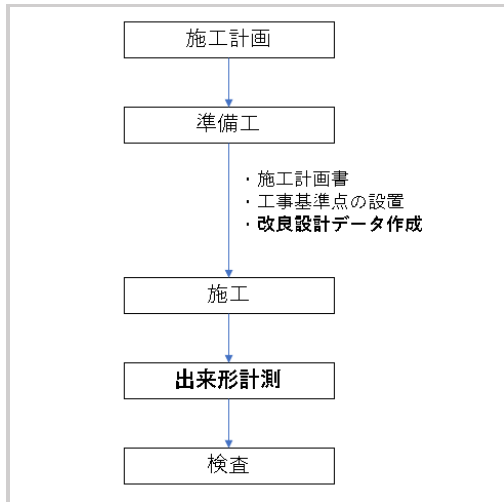 施工計画
準備工
・施工計画書
・工事基準点の設置
・改良設計データ作成
施工
出来形計測
検査